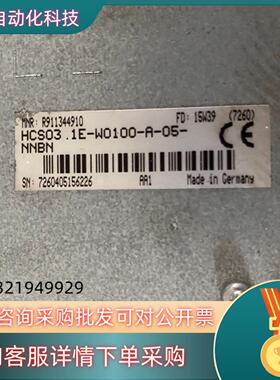 自动化科技
MNR: R911344910 FD: 15W39 (7260)
HCS03.1E-W0100-A-05-
NNBN
CE
SN: 7260405156226 AA1 Made in Germany
321949929
咨询采购批发可对公开票
客服详情下单采购